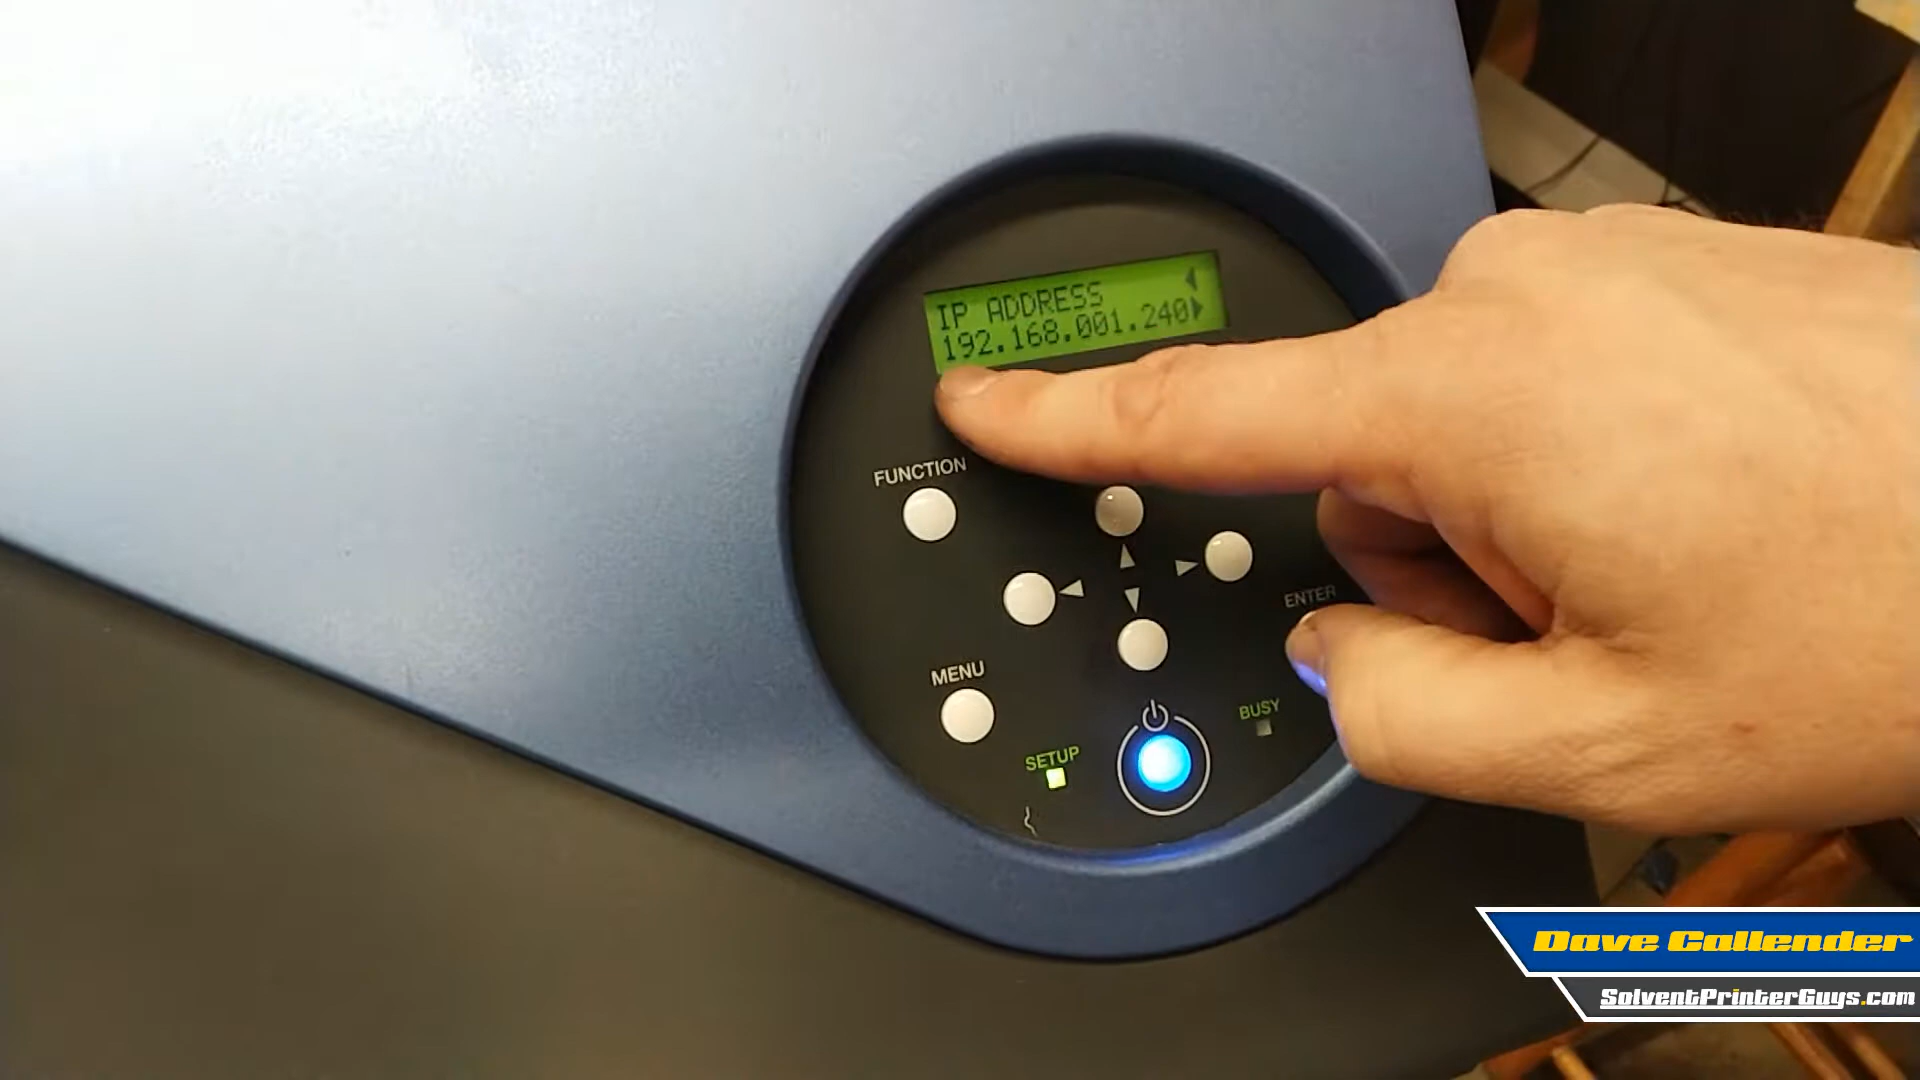 IP ADDRESS
192.168.001.240
FUNCTION
ENTER
MENU
BUSY
SETUP
Dave Callender
SolventPrinterGuys.com